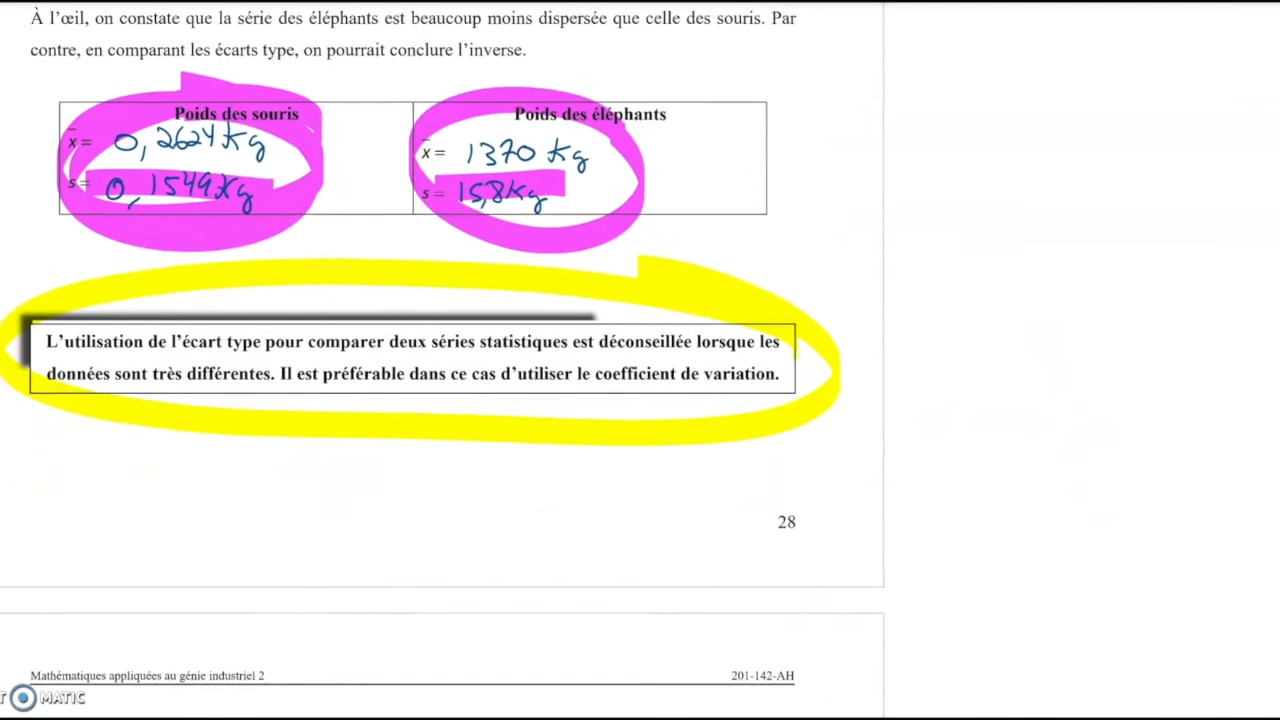 À l'œil, on constate que la série des éléphants est beaucoup moins dispersée que celle des souris. Par
contre, en comparant les écarts type, on pourrait conclure l'inverse.
Poids des souris
x̄ = 0,2624 Kg
s = 0,1549 Kg
Poids des éléphants
x̄ = 1370 Kg
s = 15,8 Kg
L'utilisation de l'écart type pour comparer deux séries statistiques est déconseillée lorsque les
données sont très différentes. Il est préférable dans ce cas d'utiliser le coefficient de variation.
28
Mathématiques appliquées au génie industriel 2
201-142-AH
MATIC